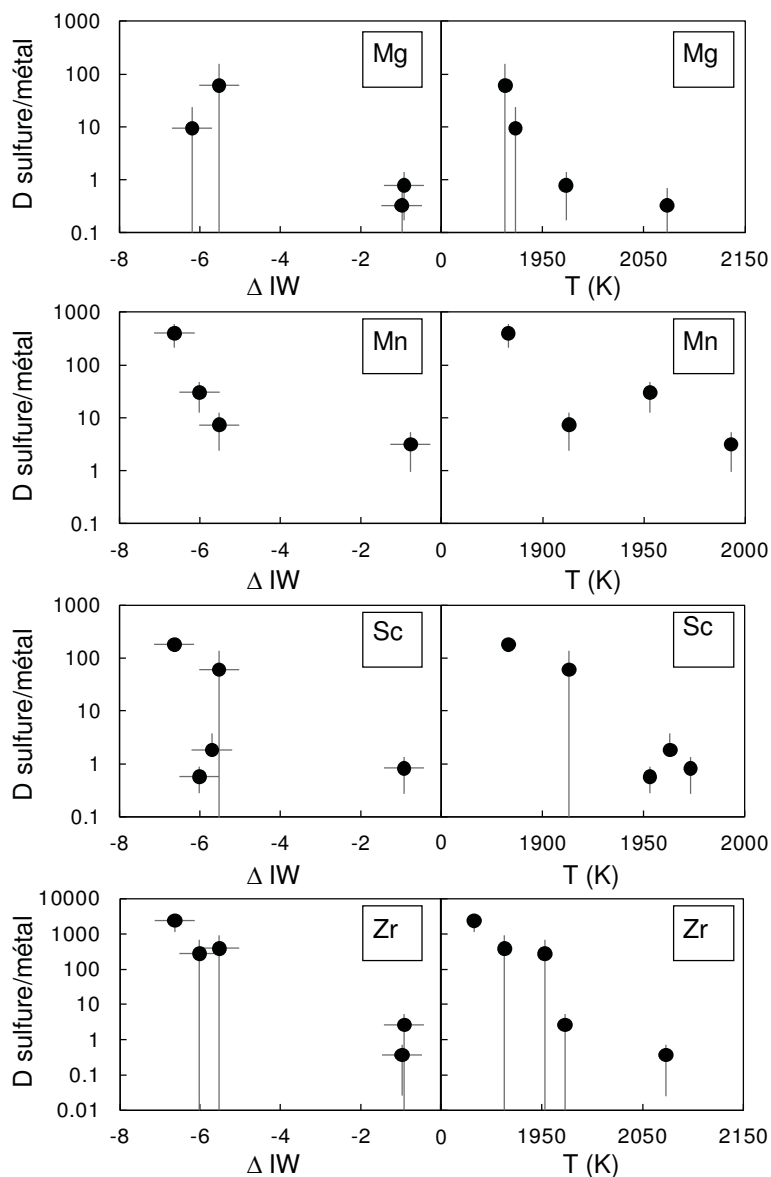 1000
100
10
1
0.1
D sulfure/métal
Mg
Mg
-8 -6 -4 -2 0 1950 2050 2150
Δ IW T (K)
1000
100
10
1
0.1
D sulfure/métal
Mn
Mn
-8 -6 -4 -2 0 1900 1950 2000
Δ IW T (K)
1000
100
10
1
0.1
D sulfure/métal
Sc
Sc
-8 -6 -4 -2 0 1900 1950 2000
Δ IW T (K)
10000
1000
100
10
1
0.1
0.01
D sulfure/métal
Zr
Zr
-8 -6 -4 -2 0 1950 2050 2150
Δ IW T (K)